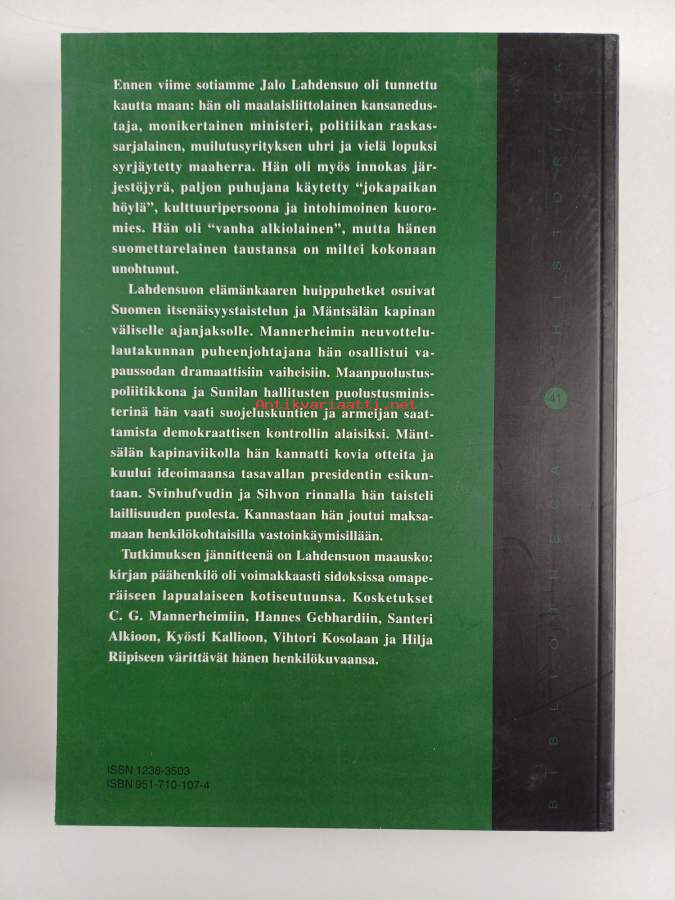 Ennen viime sotiamme Jalo Lahdensuo oli tunnettu
kautta maan: hän oli maalaisliittolainen kansanedus-
taja, monikertainen ministeri, politiikan raskas-
sarjalainen, muilutusyrityksen uhri ja vielä lopuksi
syrjäytetty maaherra. Hän oli myös innokas jär-
jestöjyrä, paljon puhujana käytetty “jokapaikan
höylä”, kulttuuripersoona ja intohimoinen kuoro-
mies. Hän oli “vanha alkiolainen”, mutta hänen
suomettarelainen taustansa on miltei kokonaan
unohtunut.
Lahdensuon elämänkaaren huippuhetket osuivat
Suomen itsenäisyystaistelun ja Mäntsälän kapinan
väliselle ajanjaksolle. Mannerheimin neuvottelu-
lautakunnan puheenjohtajana hän osallistui va-
paussodan dramaattisiin vaiheisiin. Maanpuolustus-
poliitikkona ja Sunilan hallitusten puolustusminis-
terinä hän vaati suojeluskuntien ja armeijan saat-
tamista demokraattisen kontrollin alaisiksi. Mänt-
sälän kapinaviikolla hän kannatti kovia otteita ja
kuului ideoimaansa tasavallan presidentin esikun-
taan. Svinhufvudin ja Sihvon rinnalla hän taisteli
laillisuuden puolesta. Kannastaan hän joutui maksa-
maan henkilökohtaisilla vastoinkäymisillään.
Tutkimuksen jännitteenä on Lahdensuon maausko:
kirjan päähenkilö oli voimakkaasti sidoksissa omape-
räiseen lapualaiseen kotiseutuunsa. Kosketukset
C. G. Mannerheimiin, Hannes Gebhardiin, Santeri
Alkioon, Kyösti Kallioon, Vihtori Kosolaan ja Hilja
Riipiseen värittävät hänen henkilökuvaansa.
ISSN 1238-3503
ISBN 951-710-107-4
BIBLIOTHECA 41 HISTORICA
Antikvariaatti.net